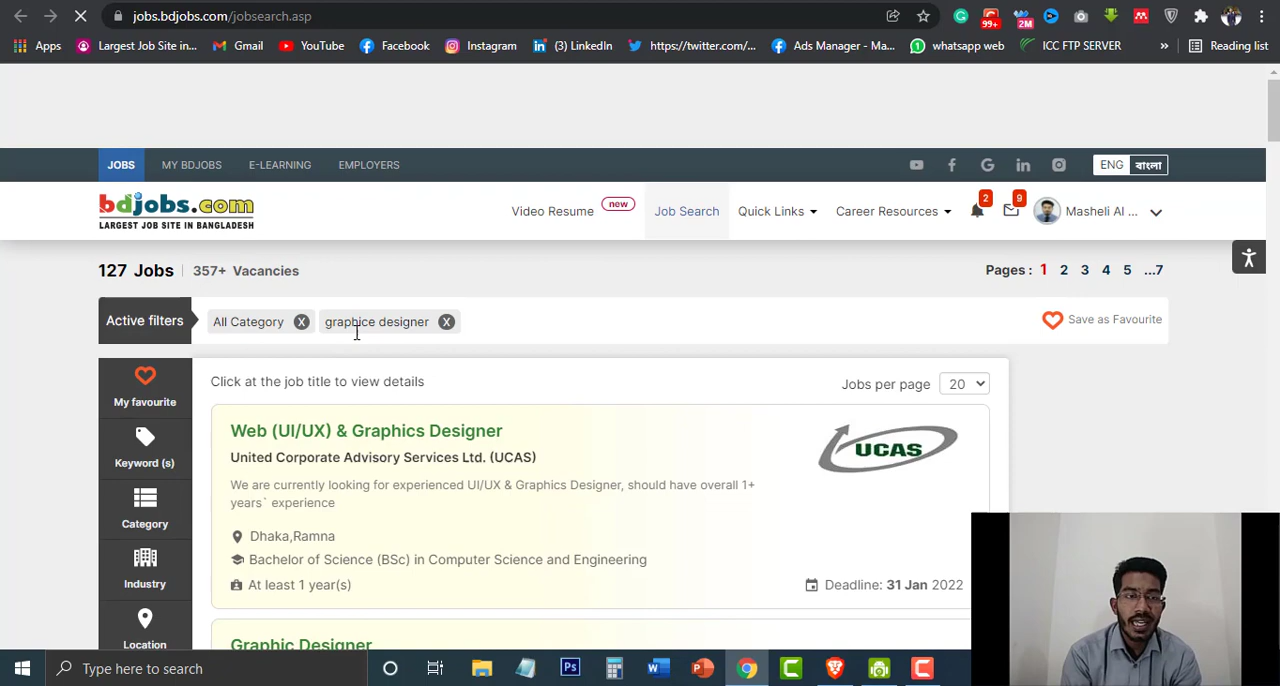 jobs.bdjobs.com/jobsearch.asp
99+
2M
Apps
Largest Job Site in...
Gmail
YouTube
Facebook
Instagram
(3) LinkedIn
https://twitter.com/...
Ads Manager - Ma...
whatsapp web
ICC FTP SERVER
»
Reading list
JOBS
MY BDJOBS
E-LEARNING
EMPLOYERS
ENG
বাংলা
bdjobs.com
LARGEST JOB SITE IN BANGLADESH
Video Resume
new
Job Search
Quick Links
Career Resources
2
9
Masheli Al ...
127 Jobs
357+ Vacancies
Pages : 1 2 3 4 5 ...7
Active filters
All Category X
graphice designer X
Save as Favourite
My favourite
Keyword (s)
Category
Industry
Location
Click at the job title to view details
Jobs per page 20
Web (UI/UX) & Graphics Designer
United Corporate Advisory Services Ltd. (UCAS)
UCAS
We are currently looking for experienced UI/UX & Graphics Designer, should have overall 1+
years` experience
Dhaka,Ramna
Bachelor of Science (BSc) in Computer Science and Engineering
At least 1 year(s)
Deadline: 31 Jan 2022
Graphic Designer
Type here to search